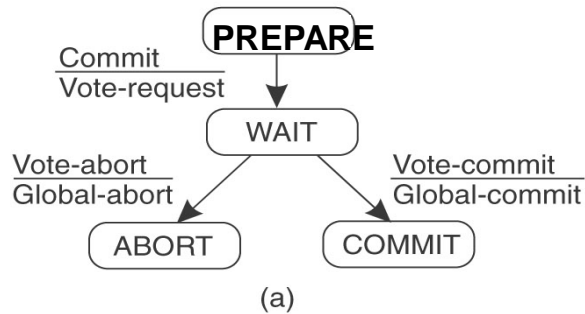 PREPARE
Commit
Vote-request
WAIT
Vote-abort
Global-abort
Vote-commit
Global-commit
ABORT
COMMIT
(a)